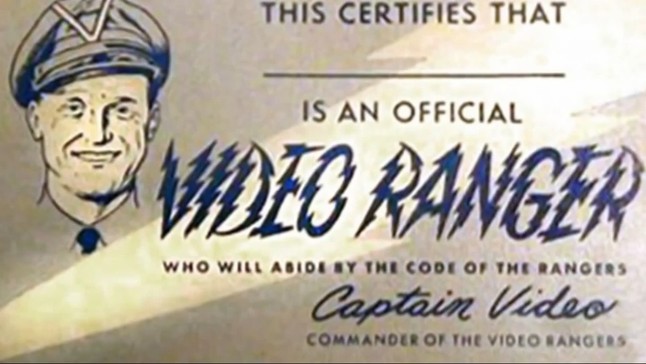 THIS CERTIFIES THAT
IS AN OFFICIAL
VIDEO RANGER
WHO WILL ABIDE BY THE CODE OF THE RANGERS
Captain Video
COMMANDER OF THE VIDEO RANGERS